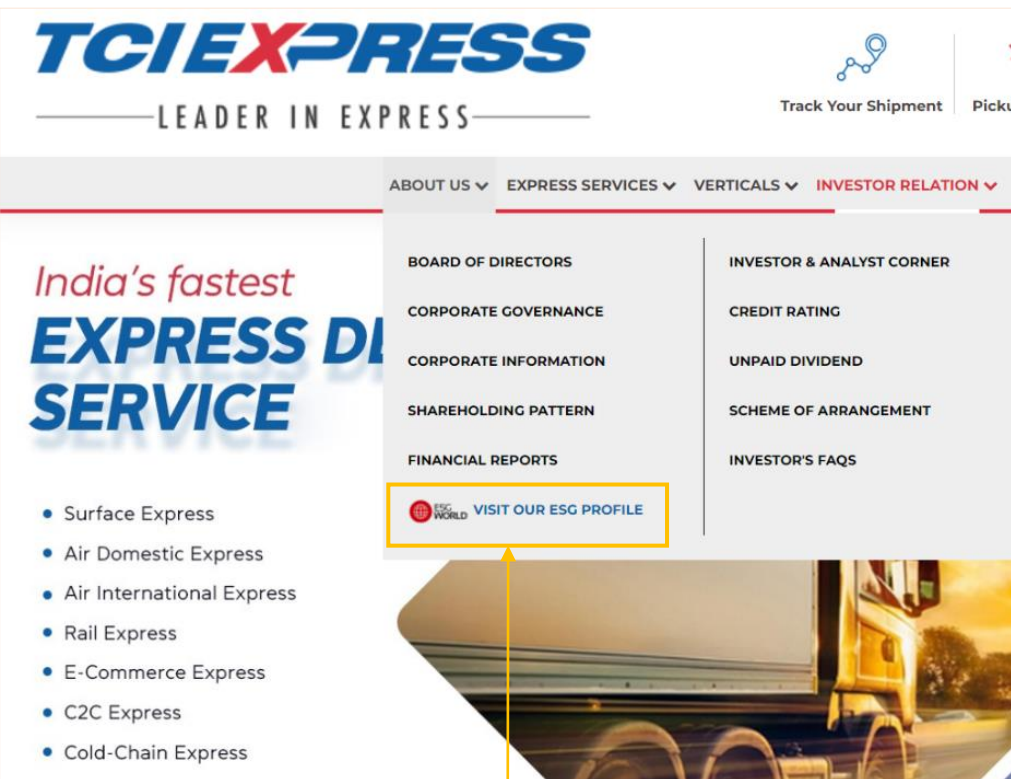 TCIEXPRESS
LEADER IN EXPRESS
Track Your Shipment
ABOUT US
EXPRESS SERVICES
VERTICALS
INVESTOR RELATION
BOARD OF DIRECTORS
CORPORATE GOVERNANCE
CORPORATE INFORMATION
SHAREHOLDING PATTERN
FINANCIAL REPORTS
ESG WORLD VISIT OUR ESG PROFILE
INVESTOR & ANALYST CORNER
CREDIT RATING
UNPAID DIVIDEND
SCHEME OF ARRANGEMENT
INVESTOR'S FAQS
India's fastest
EXPRESS
SERVICE
Surface Express
Air Domestic Express
Air International Express
Rail Express
E-Commerce Express
C2C Express
Cold-Chain Express